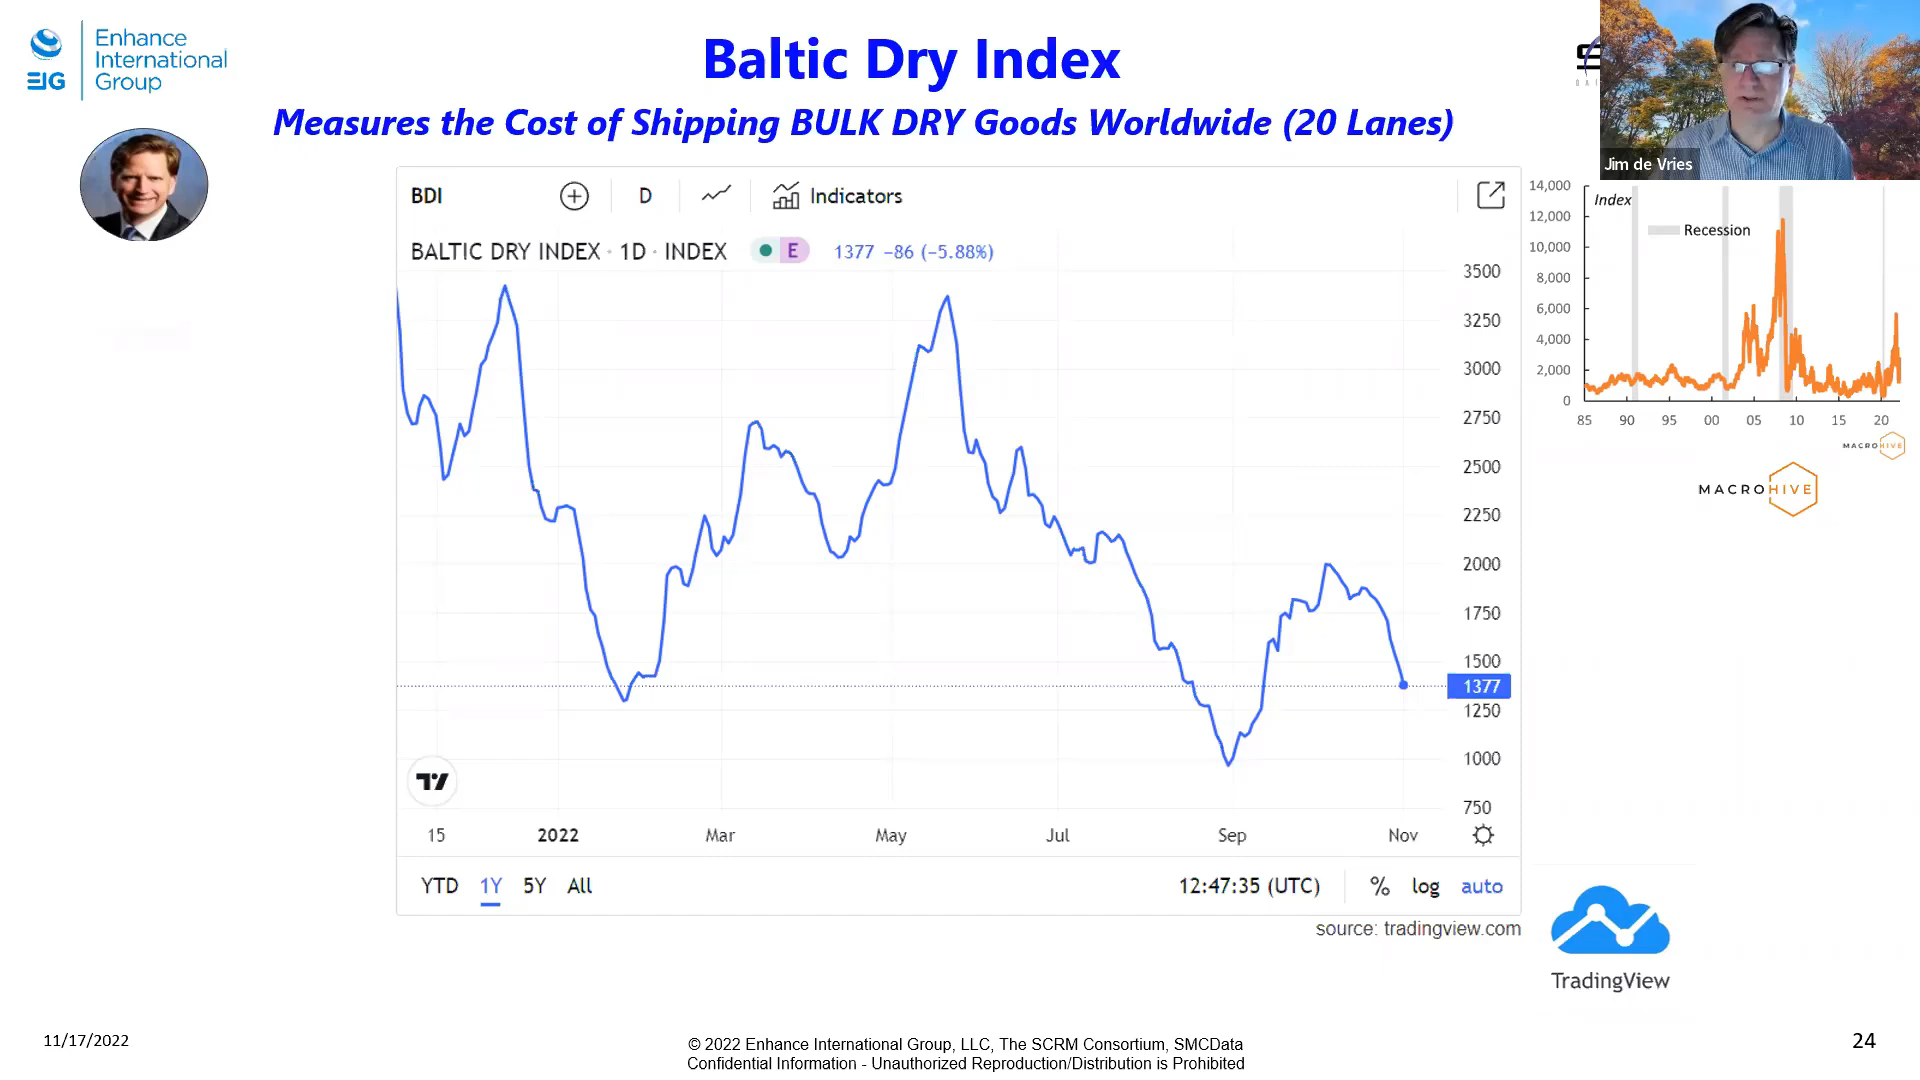 Enhance
International
Group
EIG
Baltic Dry Index
Measures the Cost of Shipping BULK DRY Goods Worldwide (20 Lanes)
Jim de Vries
BDI
D
Indicators
BALTIC DRY INDEX · 1D · INDEX
E
1377 −86 (−5.88%)
3500
3250
3000
2750
2500
2250
2000
1750
1500
1377
1250
1000
750
15 2022 Mar May Jul Sep Nov
YTD 1Y 5Y All
12:47:35 (UTC)
% log auto
source: tradingview.com
14,000
12,000
10,000
8,000
6,000
4,000
2,000
0
Index
Recession
85 90 95 00 05 10 15 20
MACROHIVE
MACROHIVE
TradingView
11/17/2022
© 2022 Enhance International Group, LLC, The SCRM Consortium, SMCData
Confidential Information - Unauthorized Reproduction/Distribution is Prohibited
24